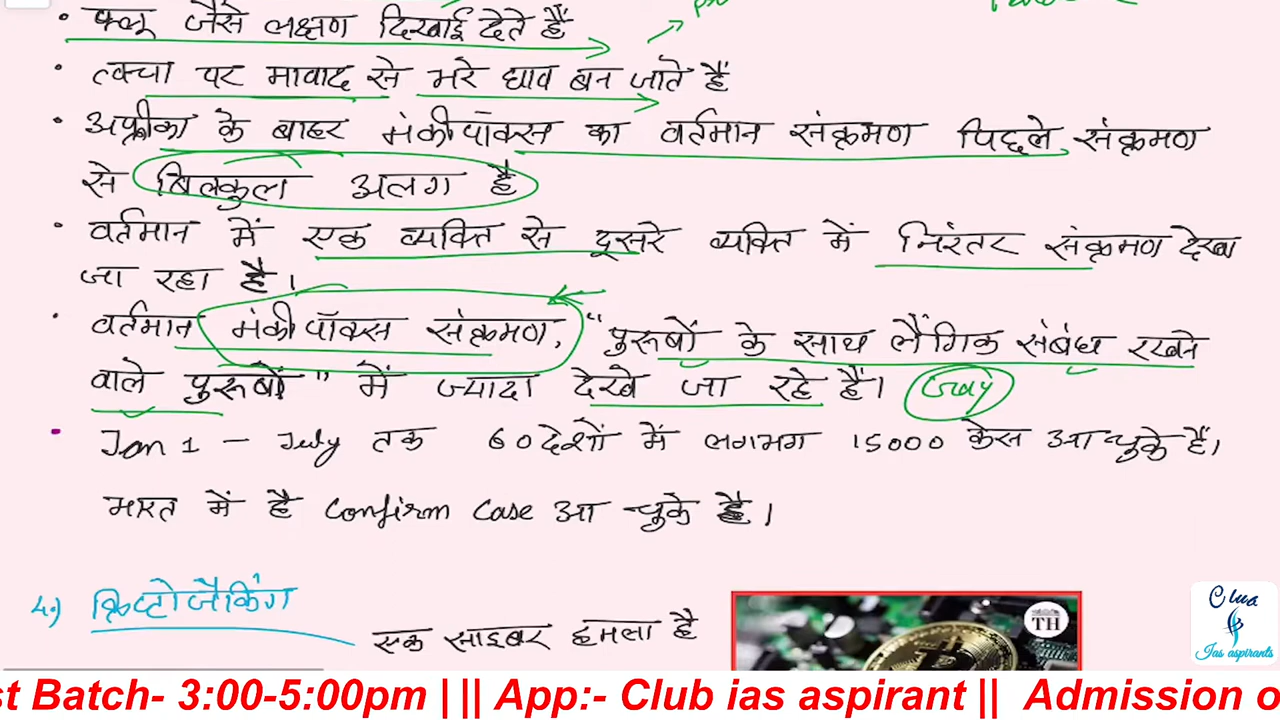 फ्लू जैसे लक्षण दिखाई देते हैं
त्वचा पर मावाद से भरे घाव बन जाते हैं
अफ्रीका के बाहर मंकीपॉक्स का वर्तमान संक्रमण पिछले संक्रमण
से बिलकुल अलग है
वर्तमान में एक व्यक्ति से दूसरे व्यक्ति में निरंतर संक्रमण देखा
जा रहा है।
वर्तमान मंकीपॉक्स संक्रमण, "पुरूषों के साथ लैंगिक संबंध रखने
वाले पुरूषों" में ज्यादा देखे जा रहे हैं। Gay
Jan 1 - July तक 60 देशों में लगभग 15000 केस आ चुके हैं।
भारत में है Confirm Case आ चुके है।
4.) क्रिप्टोजैकिंग
एक साइबर हमला है
TH
Club
Ias aspirants
st Batch- 3:00-5:00pm | || App:- Club ias aspirant || Admission o